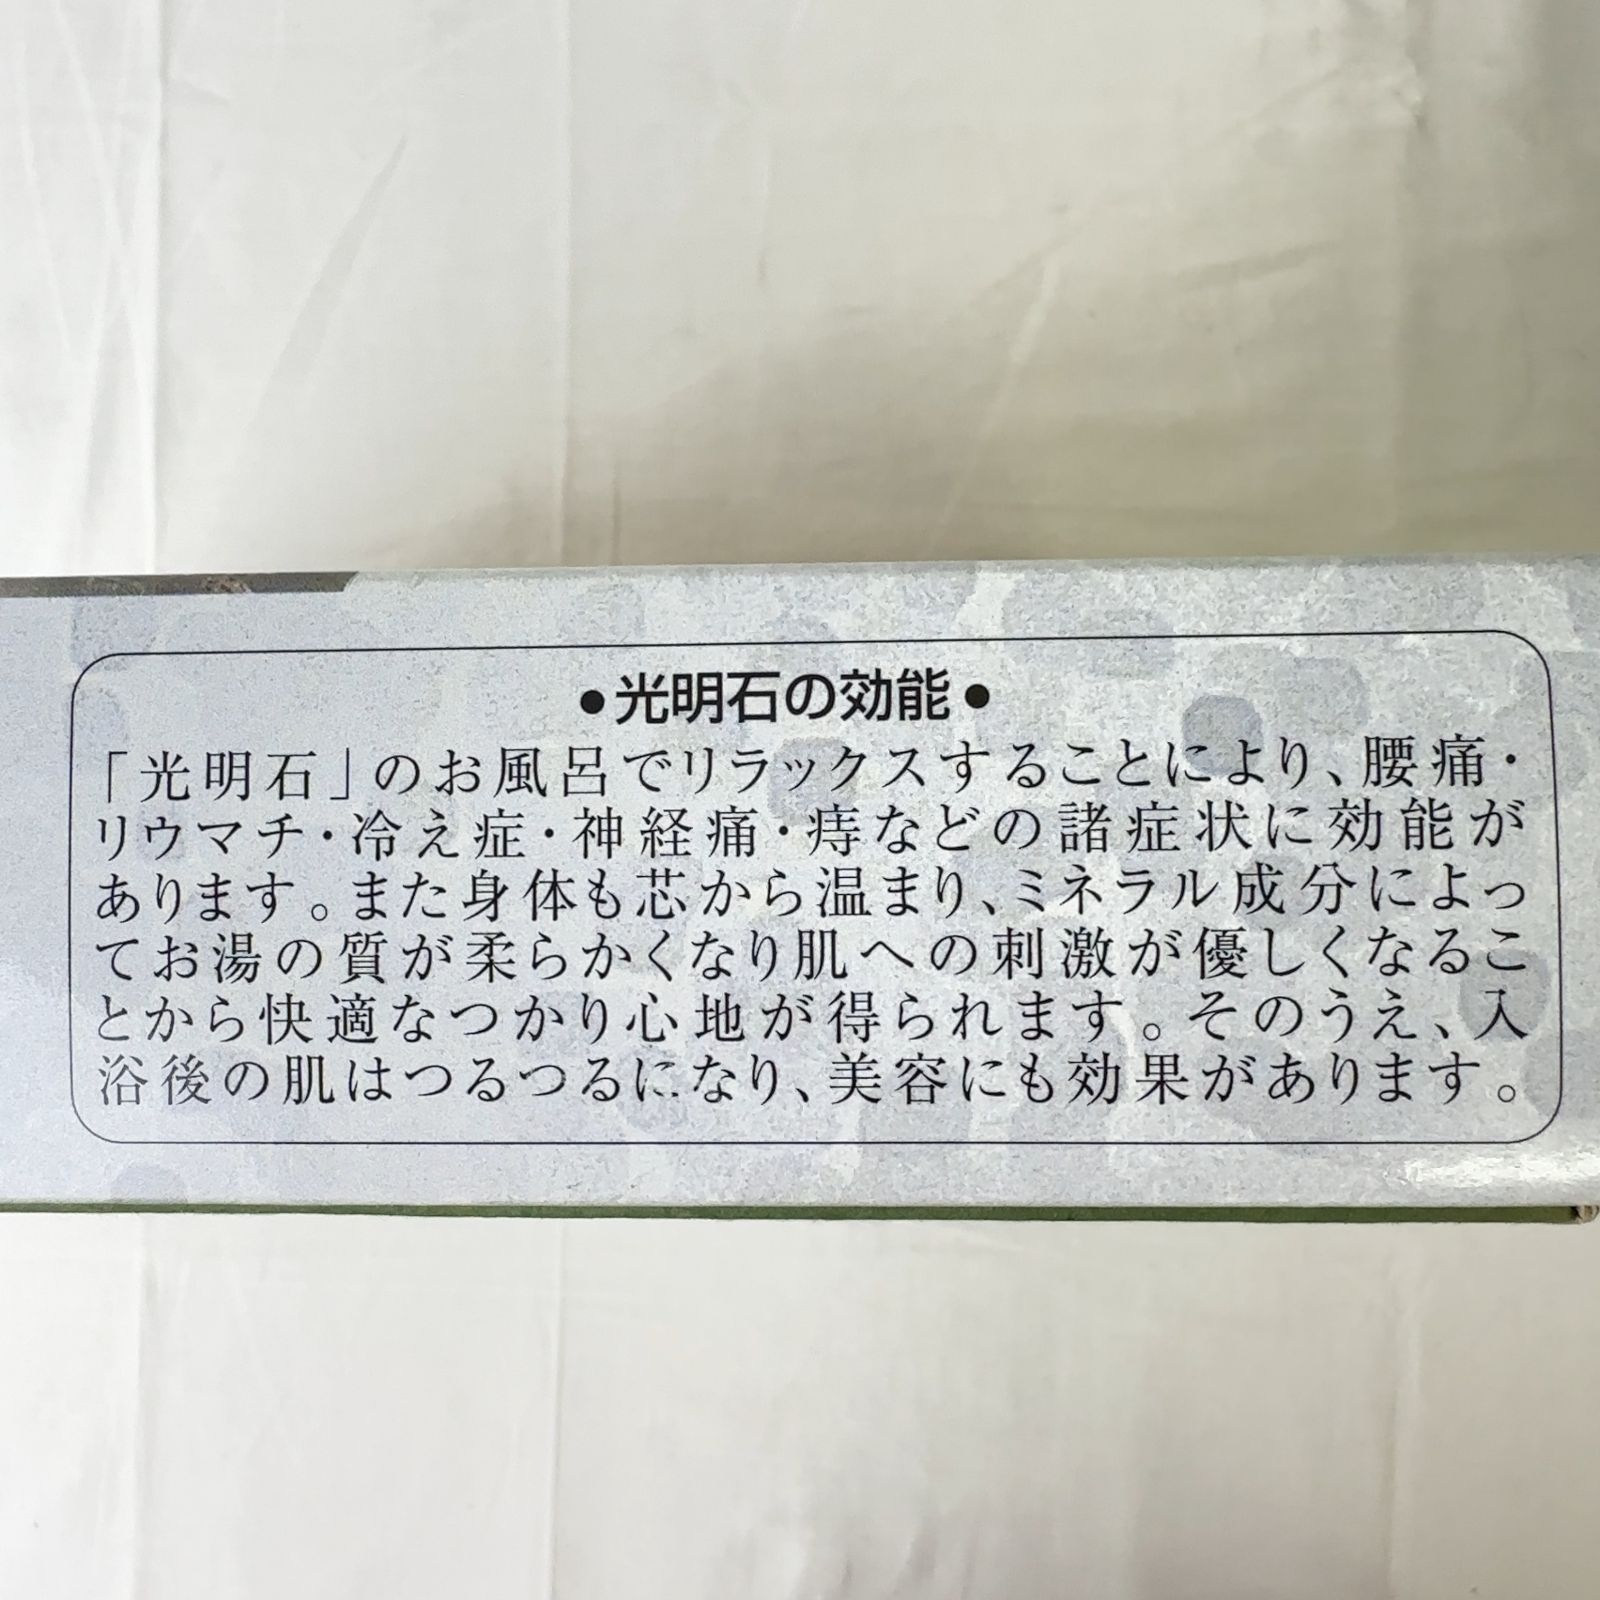 ●光明石の効能●
「光明石」のお風呂でリラックスすることにより、腰痛・
リウマチ・冷え症・神経痛・痔などの諸症状に効能が
あります。また身体も芯から温まり、ミネラル成分によっ
てお湯の質が柔らかくなり肌への刺激が優しくなるこ
とから快適なつかり心地が得られます。そのうえ、入
浴後の肌はつるつるになり、美容にも効果があります。